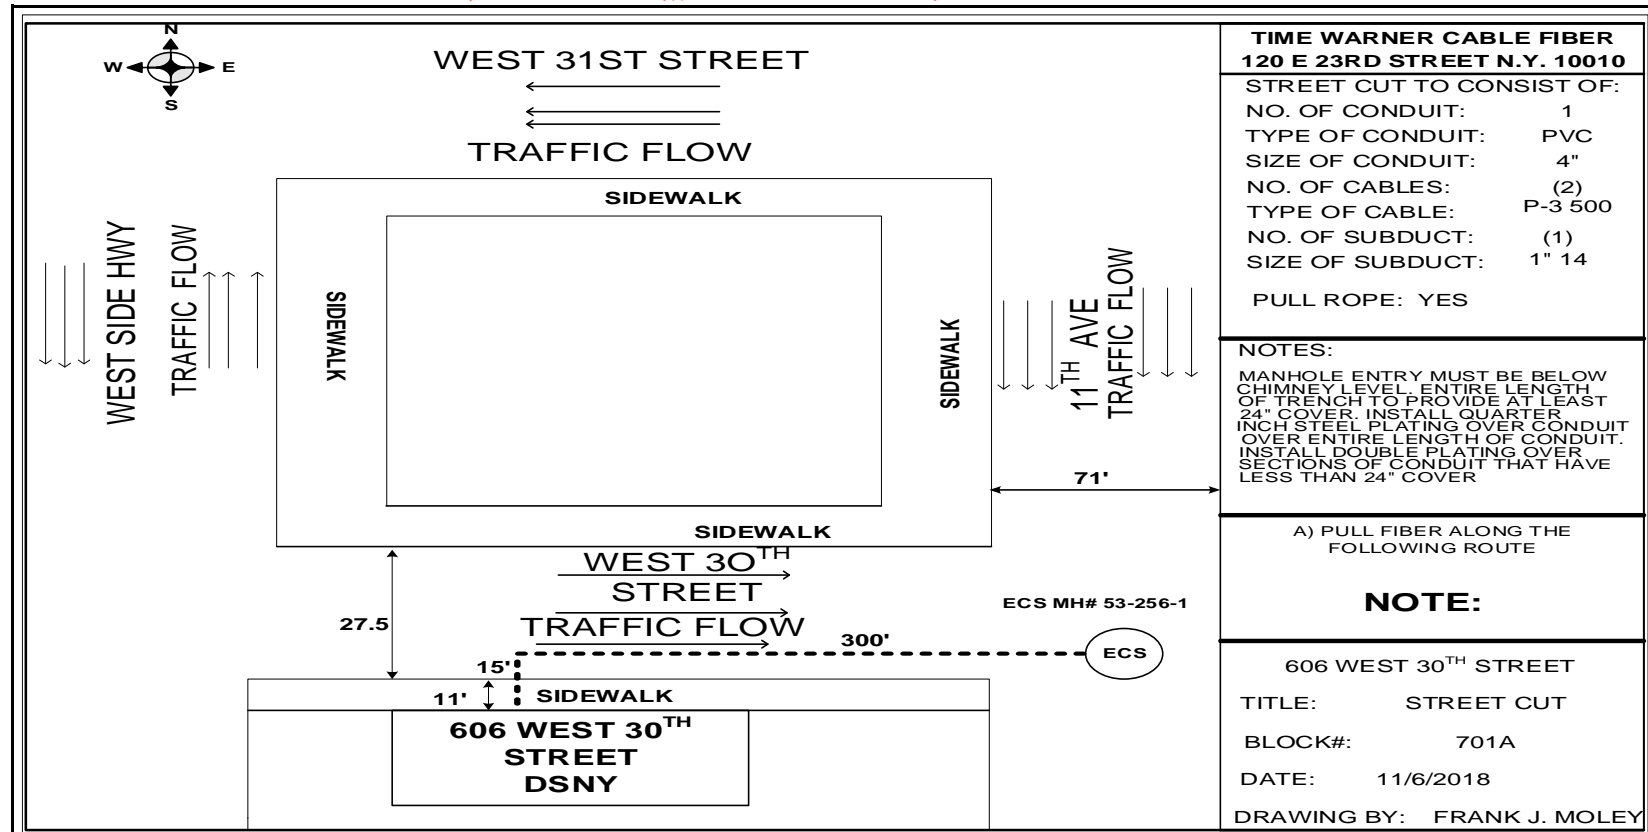 N
W E
S
WEST 31ST STREET
TRAFFIC FLOW
SIDEWALK
WEST SIDE HWY
TRAFFIC FLOW
SIDEWALK
SIDEWALK
11TH AVE
TRAFFIC FLOW
71'
SIDEWALK
WEST 3OTH
STREET
TRAFFIC FLOW
27.5
300'
ECS MH# 53-256-1
ECS
15'
11'
SIDEWALK
606 WEST 30TH
STREET
DSNY
TIME WARNER CABLE FIBER
120 E 23RD STREET N.Y. 10010
STREET CUT TO CONSIST OF:
NO. OF CONDUIT: 1
TYPE OF CONDUIT: PVC
SIZE OF CONDUIT: 4"
NO. OF CABLES: (2)
TYPE OF CABLE: P-3 500
NO. OF SUBDUCT: (1)
SIZE OF SUBDUCT: 1" 14
PULL ROPE: YES
NOTES:
MANHOLE ENTRY MUST BE BELOW
CHIMNEY LEVEL. ENTIRE LENGTH
OF TRENCH TO PROVIDE AT LEAST
24" COVER. INSTALL QUARTER
INCH STEEL PLATING OVER CONDUIT
OVER ENTIRE LENGTH OF CONDUIT.
INSTALL DOUBLE PLATING OVER
SECTIONS OF CONDUIT THAT HAVE
LESS THAN 24" COVER
A) PULL FIBER ALONG THE
FOLLOWING ROUTE
NOTE:
606 WEST 30TH STREET
TITLE: STREET CUT
BLOCK#: 701A
DATE: 11/6/2018
DRAWING BY: FRANK J. MOLEY